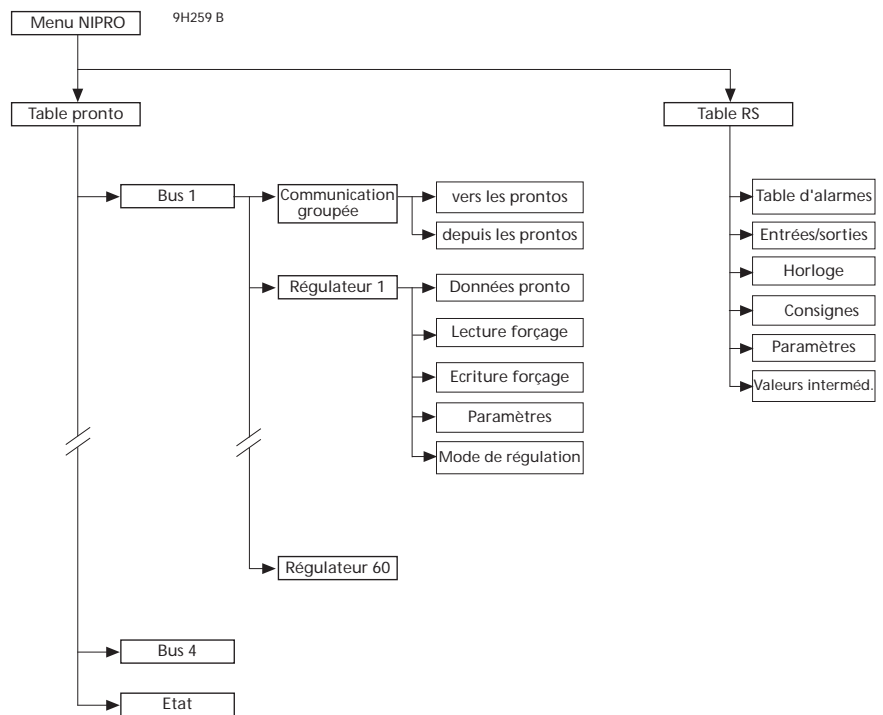 Menu NIPRO
9H259 B
Table pronto
Table RS
Bus 1
Communication
groupée
vers les prontos
depuis les prontos
Régulateur 1
Données pronto
Lecture forçage
Ecriture forçage
Paramètres
Mode de régulation
Régulateur 60
Bus 4
Etat
Table d'alarmes
Entrées/sorties
Horloge
Consignes
Paramètres
Valeurs interméd.